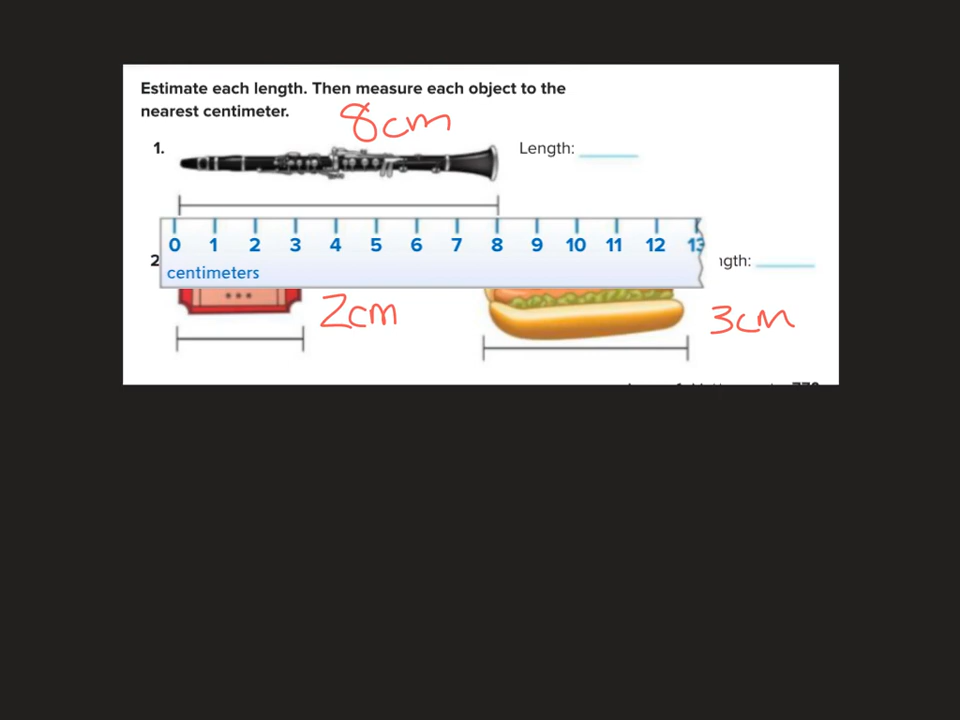 Estimate each length. Then measure each object to the
nearest centimeter.
8cm
1.
Length:
0 1 2 3 4 5 6 7 8 9 10 11 12 13
centimeters
2
ngth:
2cm
3cm